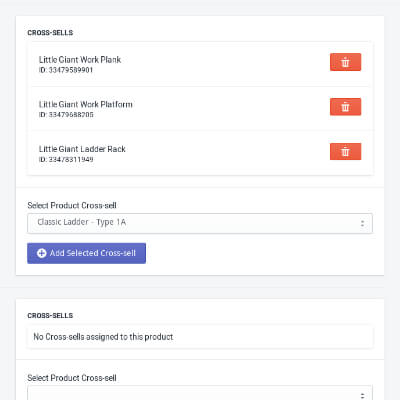 CROSS-SELLS
Little Giant Work Plank
ID: 33479589901
Little Giant Work Platform
ID: 33479688205
Little Giant Ladder Rack
ID: 33478311949
Select Product Cross-sell
Classic Ladder - Type 1A
Add Selected Cross-sell
CROSS-SELLS
No Cross-sells assigned to this product
Select Product Cross-sell